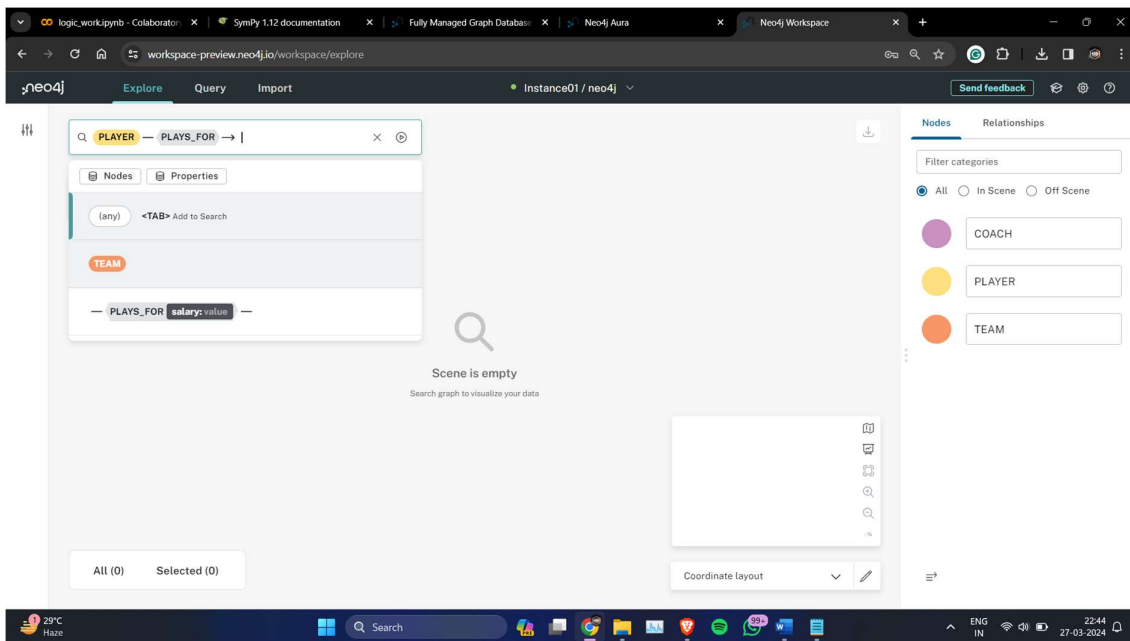 logic_work.ipynb - Colaborator
SymPy 1.12 documentation
Fully Managed Graph Database
Neo4j Aura
Neo4j Workspace
workspace-preview.neo4j.io/workspace/explore
neo4j
Explore
Query
Import
Instance01 / neo4j
Send feedback
PLAYER — PLAYS_FOR →
Nodes
Properties
(any) <TAB> Add to Search
TEAM
— PLAYS_FOR salary: value —
Scene is empty
Search graph to visualize your data
All (0)
Selected (0)
Coordinate layout
Nodes
Relationships
Filter categories
All
In Scene
Off Scene
COACH
PLAYER
TEAM
1
29°C
Haze
Search
99+
ENG
IN
22:44
27-03-2024